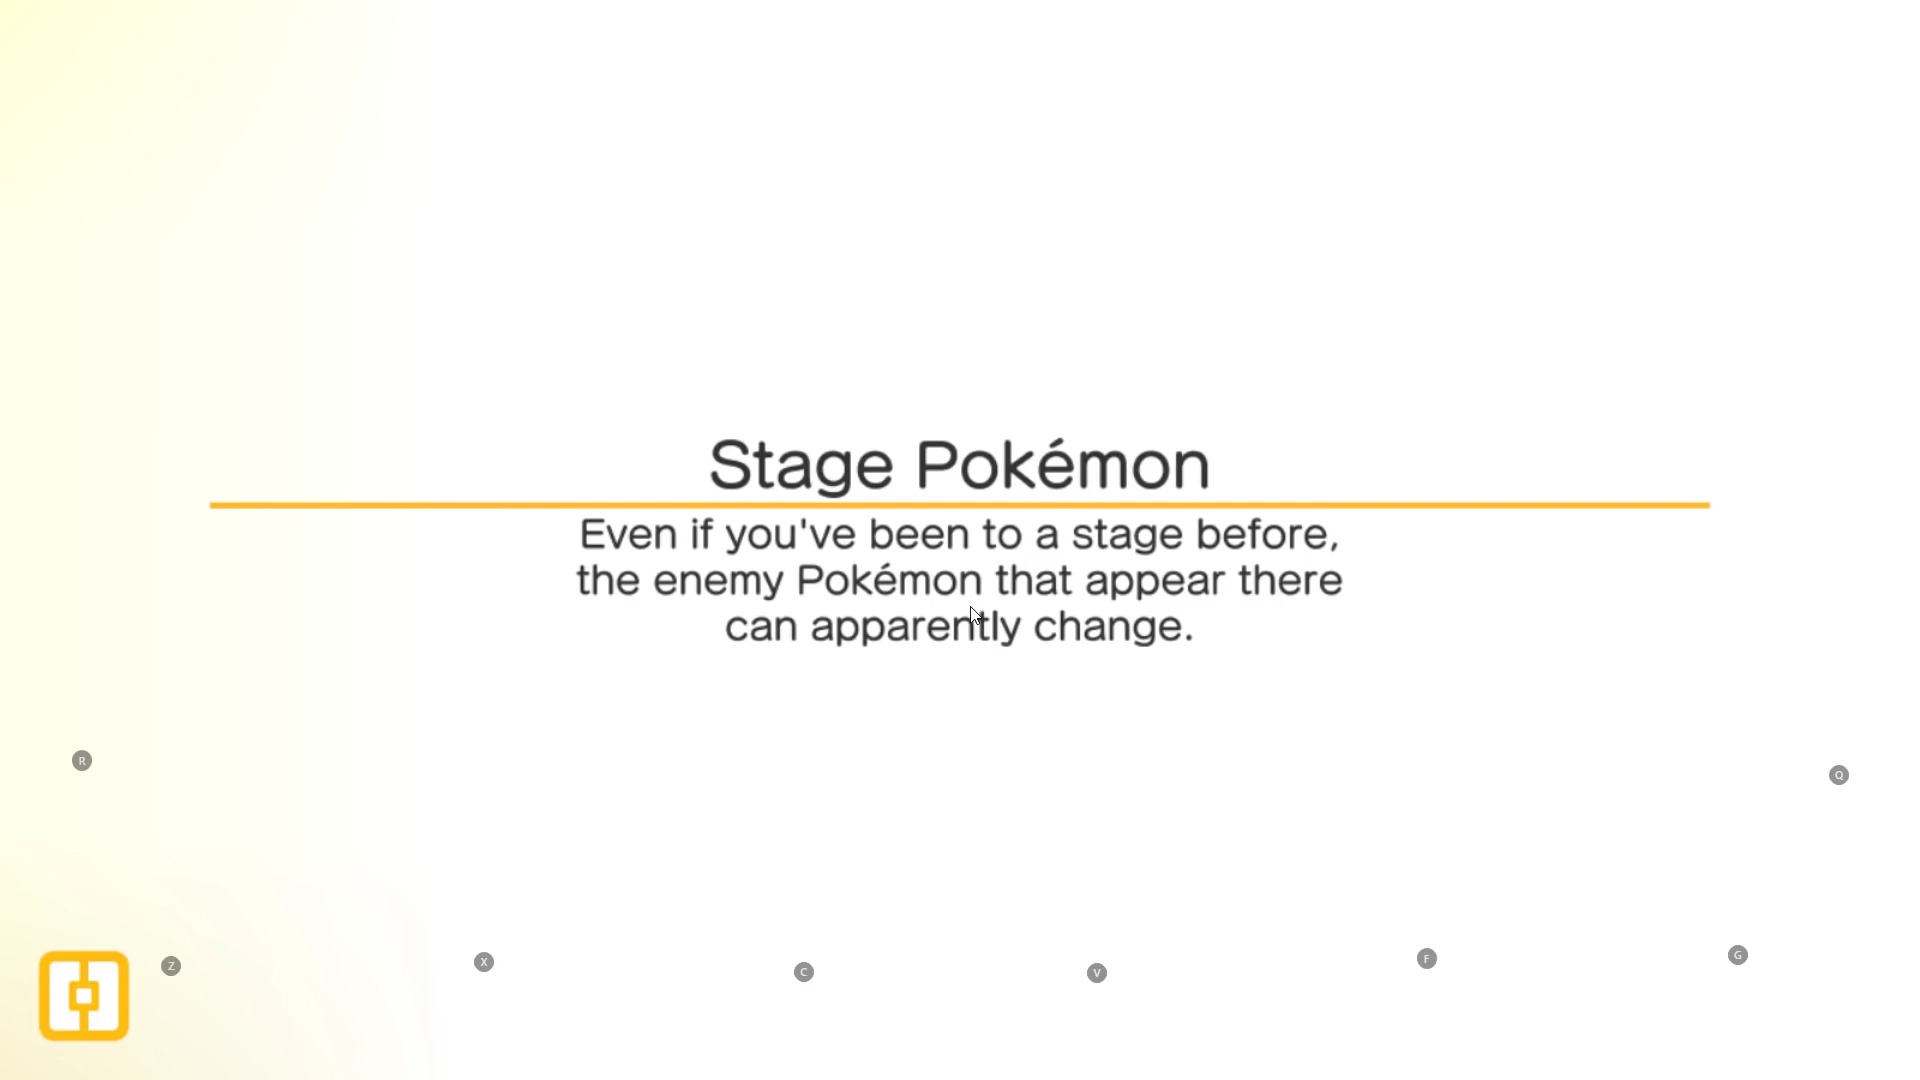 Stage Pokémon
Even if you've been to a stage before,
the enemy Pokémon that appear there
can apparently change.
R
Q
Z
X
C
V
F
G